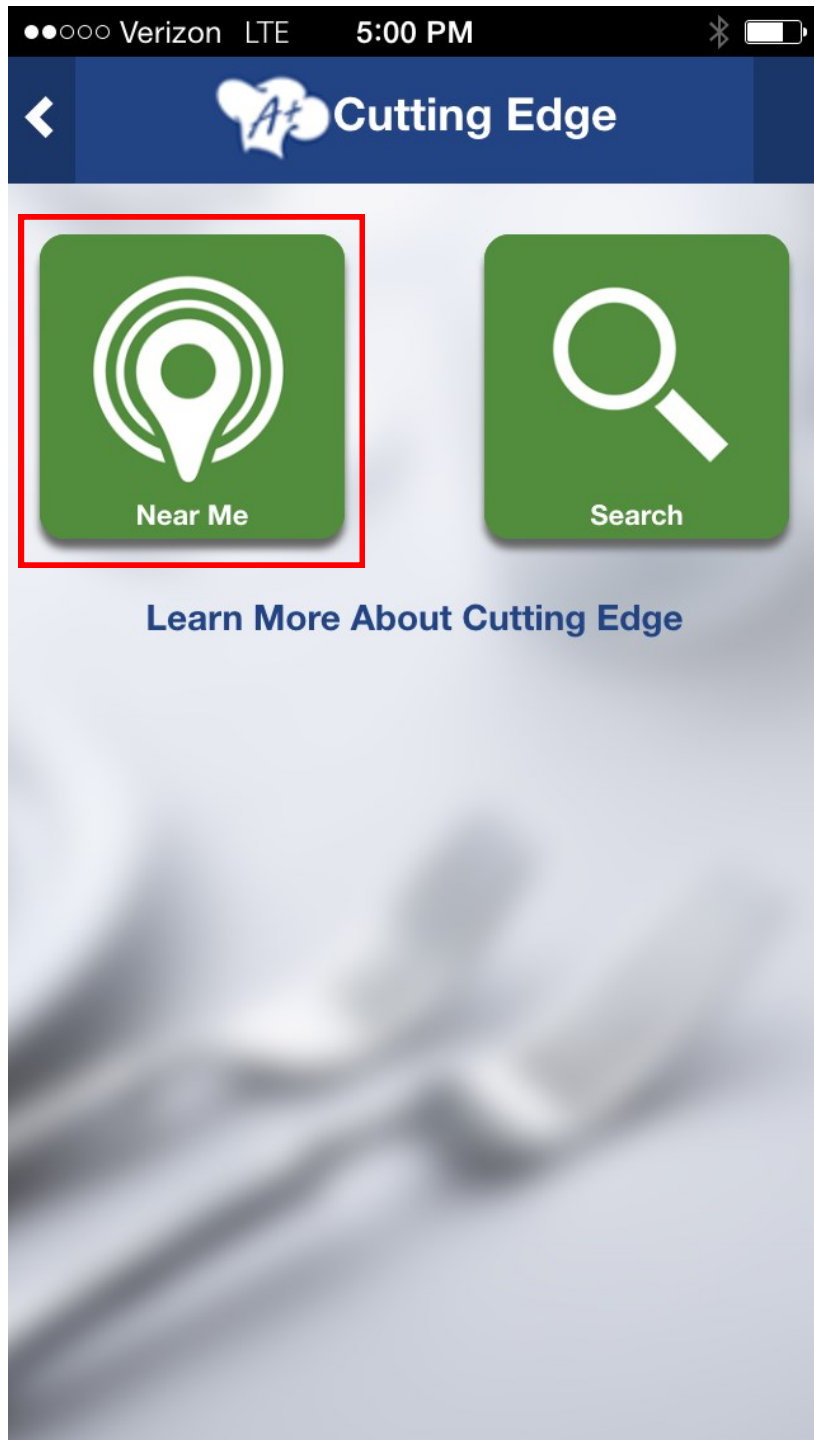 Verizon LTE 5:00 PM
A+ Cutting Edge
Near Me
Search
Learn More About Cutting Edge